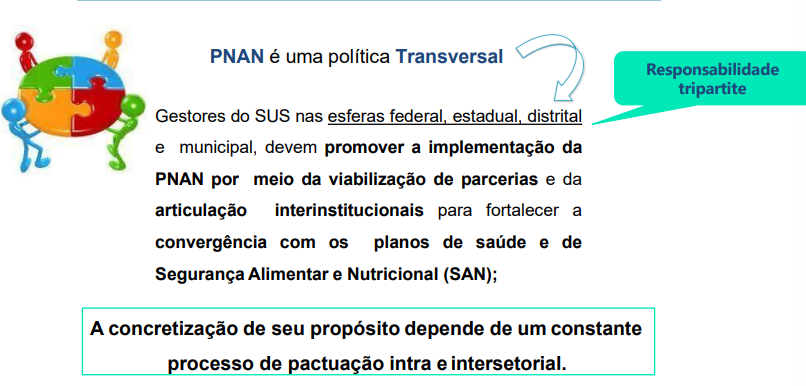 PNAN é uma política Transversal
Responsabilidade
tripartite
Gestores do SUS nas esferas federal, estadual, distrital
e municipal, devem promover a implementação da
PNAN por meio da viabilização de parcerias e da
articulação interinstitucionais para fortalecer a
convergência com os planos de saúde e de
Segurança Alimentar e Nutricional (SAN);
A concretização de seu propósito depende de um constante
processo de pactuação intra e intersetorial.